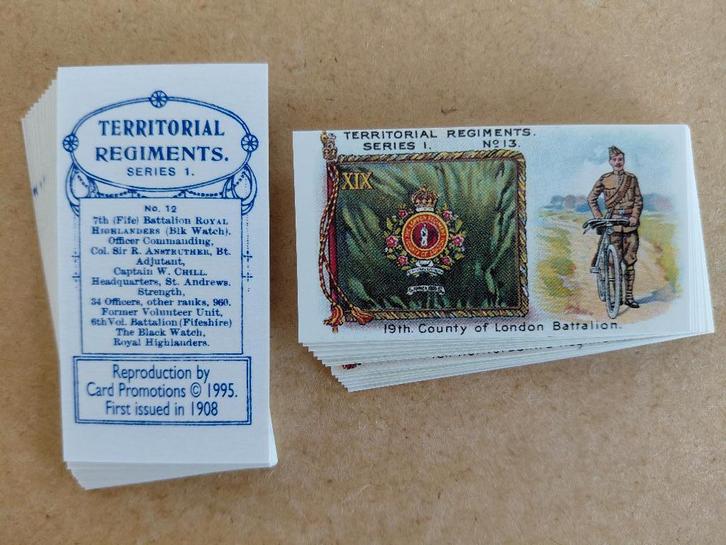 TERRITORIAL
REGIMENTS.
SERIES 1.
No. 12
7th (Fife) Battalion ROYAL
HIGHLANDERS (Blk Watch).
Officer Commanding,
Col. Sir R. ANSTRUTHER, Bt.
Adjutant,
Captain W. CHILL.
Headquarters, St. Andrews.
Strength,
34 Officers, other ranks, 960.
Former Volunteer Unit,
6th Vol. Battalion (Fifeshire)
The Black Watch,
Royal Highlanders.
Reproduction by
Card Promotions © 1995.
First issued in 1908
TERRITORIAL REGIMENTS.
SERIES 1. No 13.
XIX
19th. County of London Battalion.